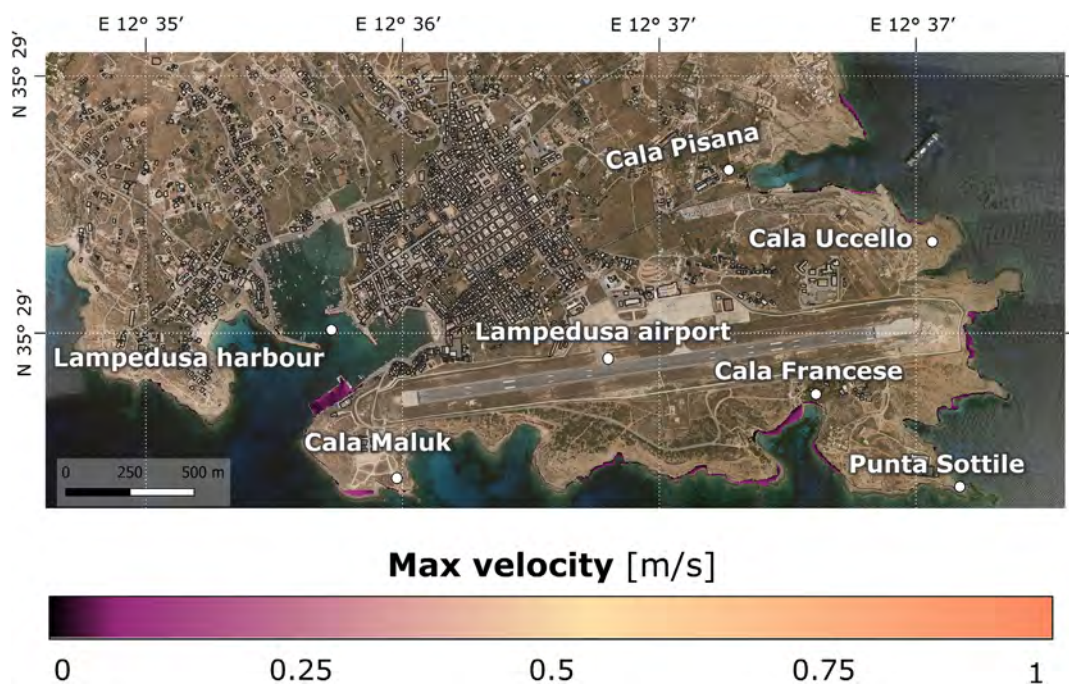 E 12° 35’ E 12° 36’ E 12° 37’ E 12° 37’
N 35° 29’
Cala Pisana
Cala Uccello
N 35° 29’
Lampedusa airport
Lampedusa harbour
Cala Francese
Cala Maluk
Punta Sottile
0 250 500 m
Max velocity [m/s]
0 0.25 0.5 0.75 1